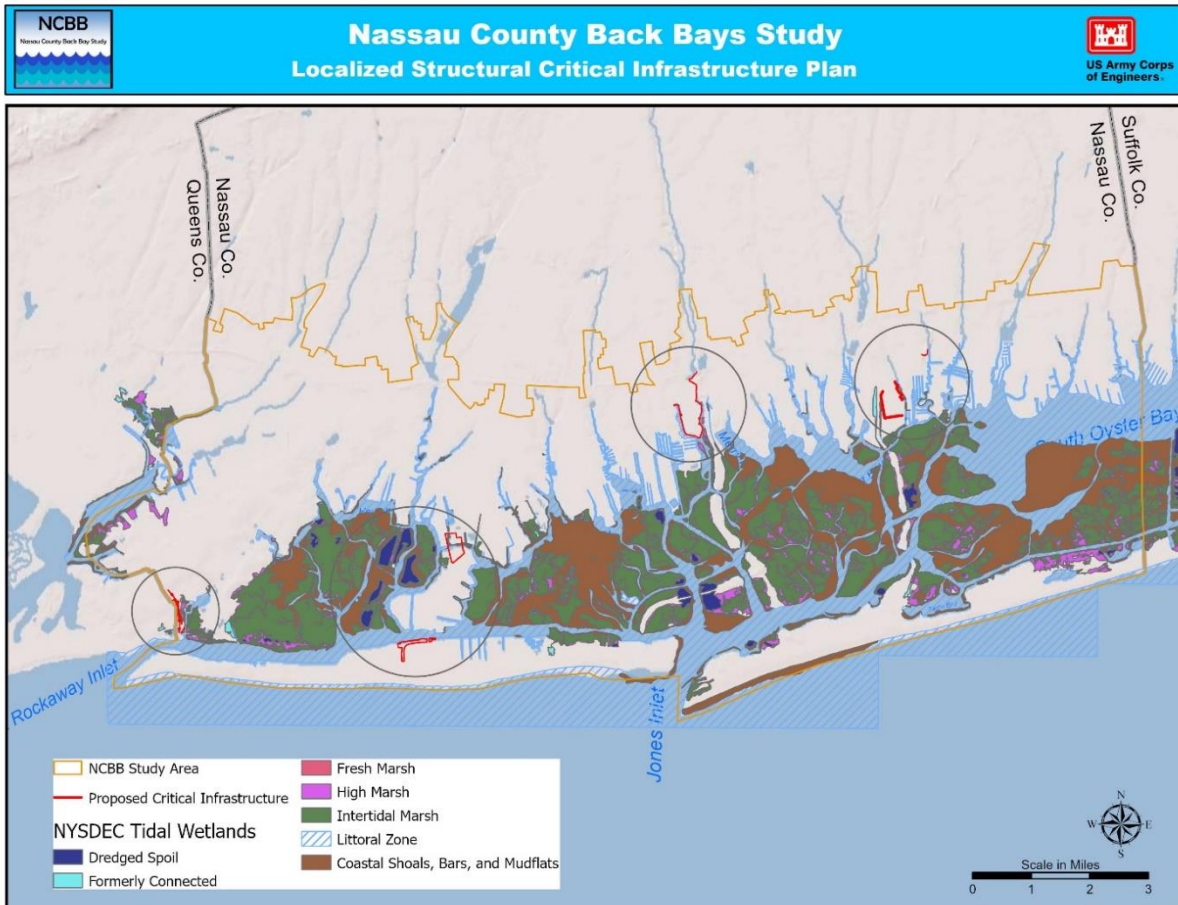 NCBB
Nassau County Back Bay Study
Nassau County Back Bays Study
Localized Structural Critical Infrastructure Plan
US Army Corps
of Engineers®
Nassau Co.
Queens Co.
Suffolk Co.
Nassau Co.
South Oyster Bay
Rockaway Inlet
Jones Inlet
NCBB Study Area
Proposed Critical Infrastructure
NYSDEC Tidal Wetlands
Dredged Spoil
Formerly Connected
Fresh Marsh
High Marsh
Intertidal Marsh
Littoral Zone
Coastal Shoals, Bars, and Mudflats
N
W
E
S
Scale in Miles
0 1 2 3